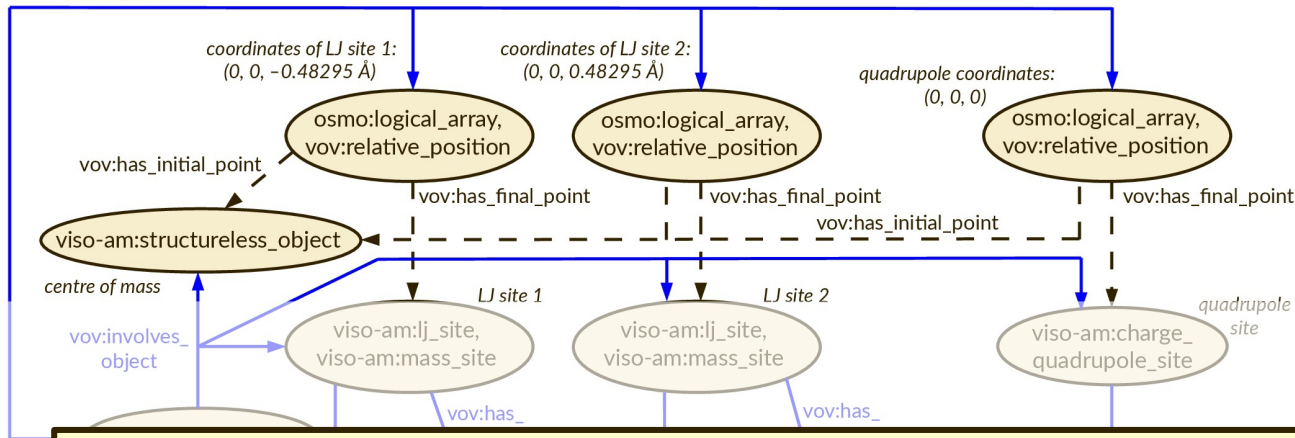 coordinates of LJ site 1:
(0, 0, –0.48295 Å)
coordinates of LJ site 2:
(0, 0, 0.48295 Å)
quadrupole coordinates:
(0, 0, 0)
osmo:logical_array,
vov:relative_position
osmo:logical_array,
vov:relative_position
osmo:logical_array,
vov:relative_position
vov:has_initial_point
vov:has_final_point
vov:has_final_point
vov:has_final_point
vov:has_initial_point
viso-am:structureless_object
centre of mass
LJ site 1
LJ site 2
quadrupole
site
vov:involves_
object
viso-am:lj_site,
viso-am:mass_site
viso-am:lj_site,
viso-am:mass_site
viso-am:charge_
quadrupole_site
vov:has_
vov:has_